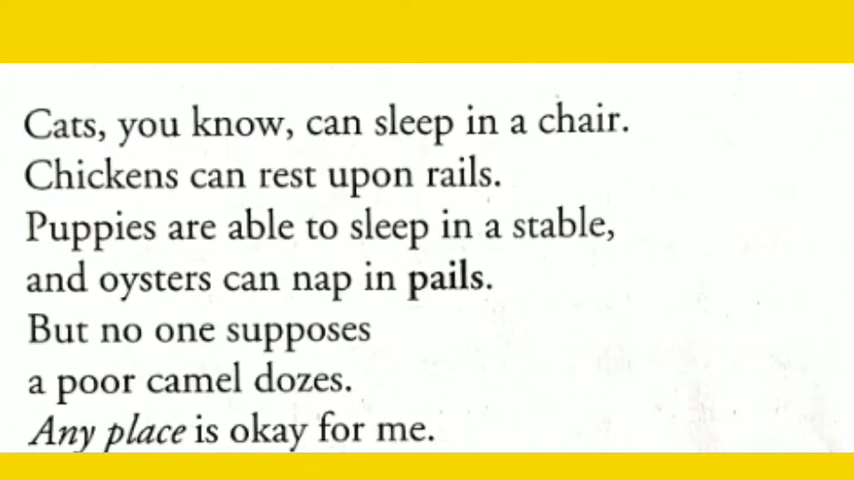 Cats, you know, can sleep in a chair.
Chickens can rest upon rails.
Puppies are able to sleep in a stable,
and oysters can nap in pails.
But no one supposes
a poor camel dozes.
Any place is okay for me.